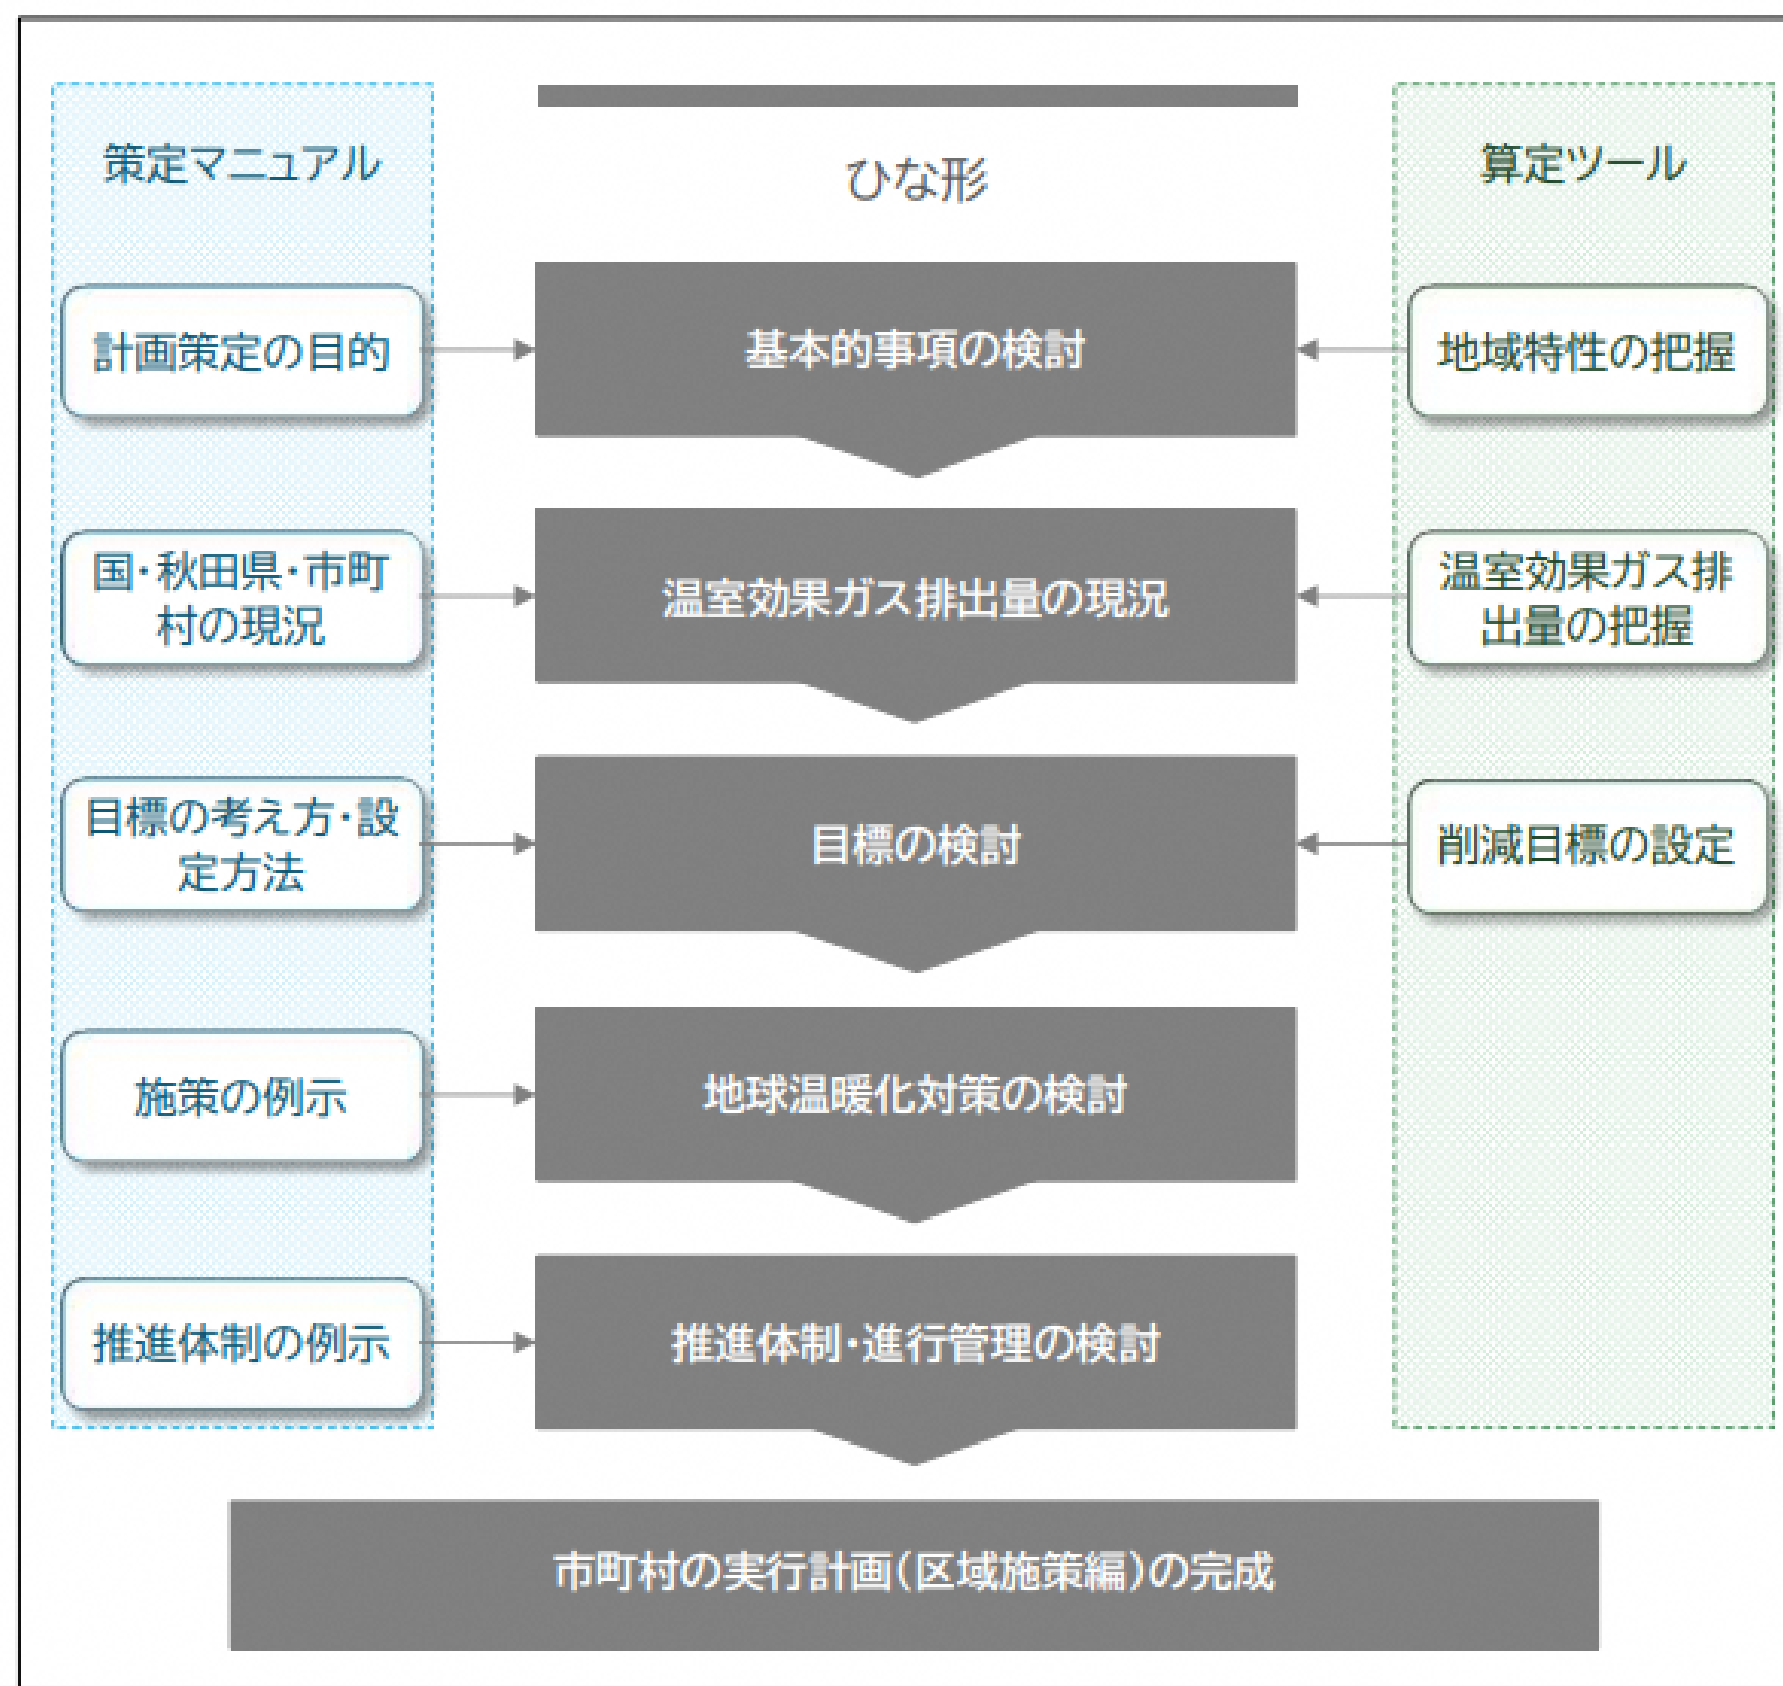 策定マニュアル
ひな形
算定ツール
計画策定の目的
基本的事項の検討
地域特性の把握
国・秋田県・市町
村の現況
温室効果ガス排出量の現況
温室効果ガス排
出量の把握
目標の考え方・設
定方法
目標の検討
削減目標の設定
施策の例示
地球温暖化対策の検討
推進体制の例示
推進体制・進行管理の検討
市町村の実行計画(区域施策編)の完成